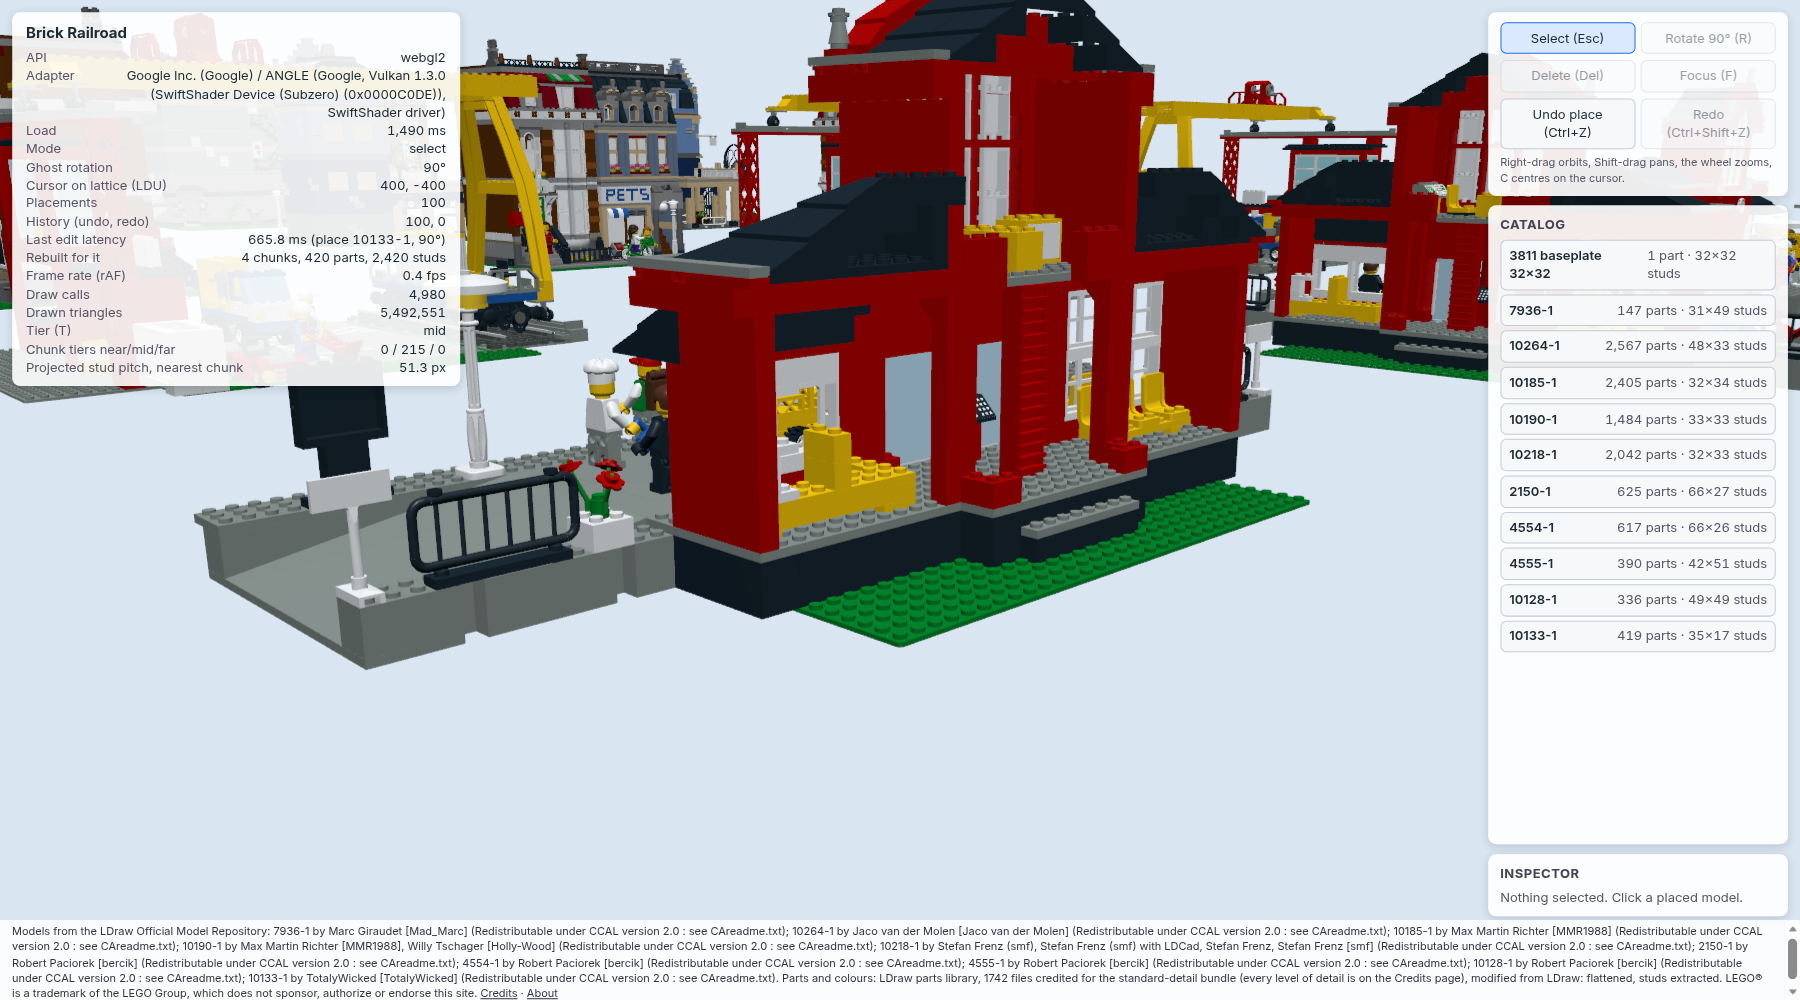 Brick Railroad
API webgl2
Adapter Google Inc. (Google) / ANGLE (Google, Vulkan 1.3.0
(SwiftShader Device (Subzero) (0x0000C0DE)),
SwiftShader driver)
Load 1,490 ms
Mode select
Ghost rotation 90°
Cursor on lattice (LDU) 400, -400
Placements 100
History (undo, redo) 100, 0
Last edit latency 665.8 ms (place 10133-1, 90°)
Rebuilt for it 4 chunks, 420 parts, 2,420 studs
Frame rate (rAF) 0.4 fps
Draw calls 4,980
Drawn triangles 5,492,551
Tier (T) mid
Chunk tiers near/mid/far 0 / 215 / 0
Projected stud pitch, nearest chunk 51.3 px
PETS
Select (Esc) Rotate 90° (R)
Delete (Del) Focus (F)
Undo place
(Ctrl+Z)
Redo
(Ctrl+Shift+Z)
Right-drag orbits, Shift-drag pans, the wheel zooms,
C centres on the cursor.
CATALOG
3811 baseplate
32×32
1 part · 32×32
studs
7936-1 147 parts · 31×49 studs
10264-1 2,567 parts · 48×33 studs
10185-1 2,405 parts · 32×34 studs
10190-1 1,484 parts · 33×33 studs
10218-1 2,042 parts · 32×33 studs
2150-1 625 parts · 66×27 studs
4554-1 617 parts · 66×26 studs
4555-1 390 parts · 42×51 studs
10128-1 336 parts · 49×49 studs
10133-1 419 parts · 35×17 studs
INSPECTOR
Nothing selected. Click a placed model.
Models from the LDraw Official Model Repository: 7936-1 by Marc Giraudet [Mad_Marc] (Redistributable under CCAL version 2.0 : see CAreadme.txt); 10264-1 by Jaco van der Molen [Jaco van der Molen] (Redistributable under CCAL version 2.0 : see CAreadme.txt); 10185-1 by Max Martin Richter [MMR1988] (Redistributable under CCAL
version 2.0 : see CAreadme.txt); 10190-1 by Max Martin Richter [MMR1988], Willy Tschager [Holly-Wood] (Redistributable under CCAL version 2.0 : see CAreadme.txt); 10218-1 by Stefan Frenz (smf), Stefan Frenz (smf) with LDCad, Stefan Frenz, Stefan Frenz [smf] (Redistributable under CCAL version 2.0 : see CAreadme.txt); 2150-1 by
Robert Paciorek [bercik] (Redistributable under CCAL version 2.0 : see CAreadme.txt); 4554-1 by Robert Paciorek [bercik] (Redistributable under CCAL version 2.0 : see CAreadme.txt); 4555-1 by Robert Paciorek [bercik] (Redistributable under CCAL version 2.0 : see CAreadme.txt); 10128-1 by Robert Paciorek [bercik] (Redistributable
under CCAL version 2.0 : see CAreadme.txt); 10133-1 by TotalyWicked [TotalyWicked] (Redistributable under CCAL version 2.0 : see CAreadme.txt). Parts and colours: LDraw parts library, 1742 files credited for the standard-detail bundle (every level of detail is on the Credits page), modified from LDraw: flattened, studs extracted. LEGO®
is a trademark of the LEGO Group, which does not sponsor, authorize or endorse this site. Credits · About